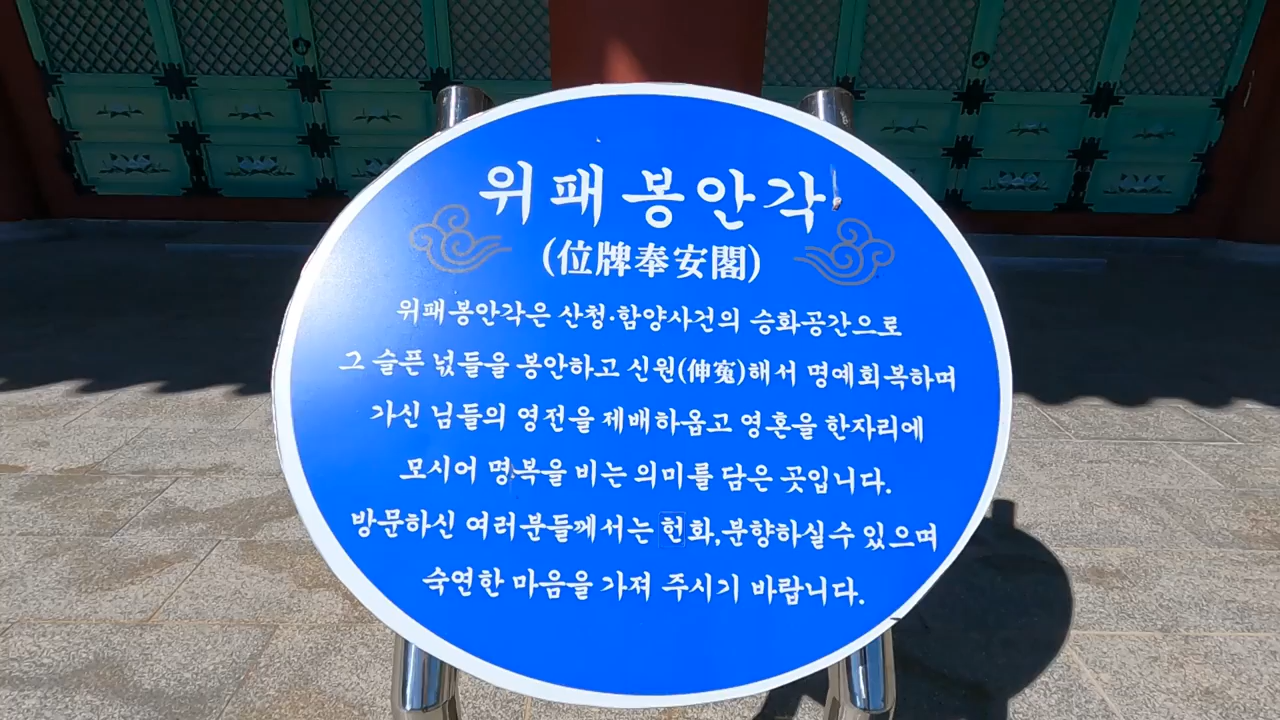 위패봉안각
(位牌奉安閣)
위패봉안각은 산청·함양사건의 승화공간으로
그 슬픈 넋들을 봉안하고 신원(伸寃)해서 명예회복하며
가신 님들의 영전을 제배하옵고 영혼을 한자리에
모시어 명복을 비는 의미를 담은 곳입니다.
방문하신 여러분들께서는 헌화,분향하실수 있으며
숙연한 마음을 가져 주시기 바랍니다.